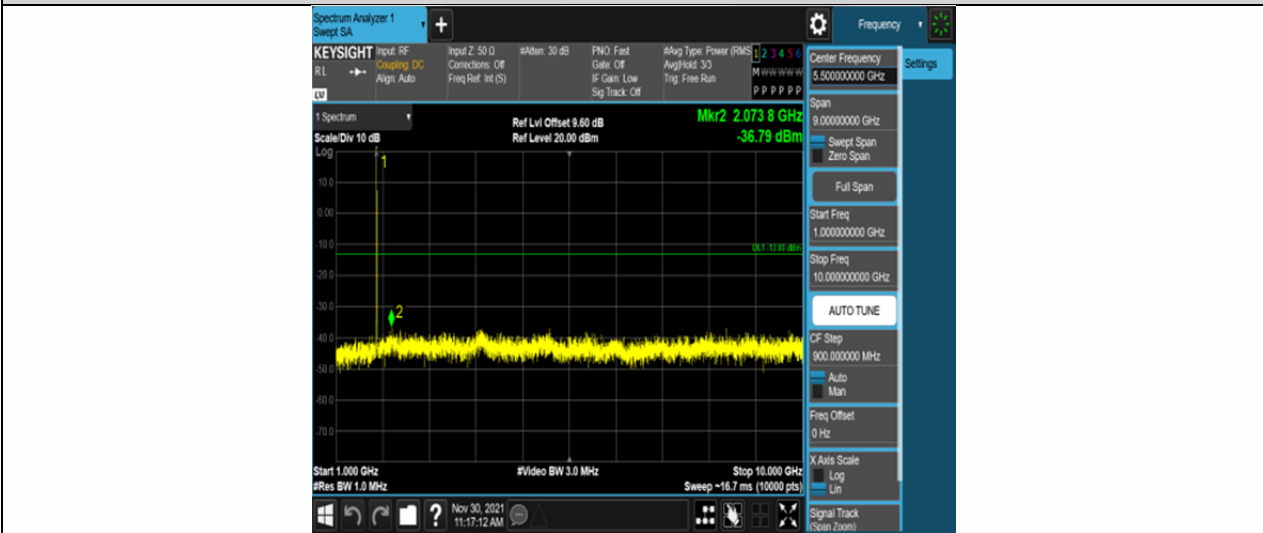 Spectrum Analyzer 1
Swept SA
+
Frequency
KEYSIGHT
RL
LV
Input: RF
Coupling: DC
Align: Auto
Input Z: 50 Ω
Corrections: Off
Freq Ref: Int (S)
#Atten: 30 dB
PNO: Fast
Gate: Off
IF Gain: Low
Sig Track: Off
#Avg Type: Power (RMS
Avg|Hold: 3/3
Trig: Free Run
1 2 3 4 5 6
M W W W W W
P P P P P P
1 Spectrum
Scale/Div 10 dB
Log
Ref Lvl Offset 9.60 dB
Ref Level 20.00 dBm
Mkr2 2.073 8 GHz
-36.79 dBm
1
10.0
0.00
-10.0
DL1 -13.00 dBm
-20.0
-30.0
2
-40.0
-50.0
-60.0
-70.0
Start 1.000 GHz
#Res BW 1.0 MHz
#Video BW 3.0 MHz
Stop 10.000 GHz
Sweep ~16.7 ms (10000 pts)
Nov 30, 2021
11:17:12 AM
Center Frequency
5.500000000 GHz
Settings
Span
9.00000000 GHz
Swept Span
Zero Span
Full Span
Start Freq
1.000000000 GHz
Stop Freq
10.000000000 GHz
AUTO TUNE
CF Step
900.000000 MHz
Auto
Man
Freq Offset
0 Hz
X Axis Scale
Log
Lin
Signal Track
(Span Zoom)